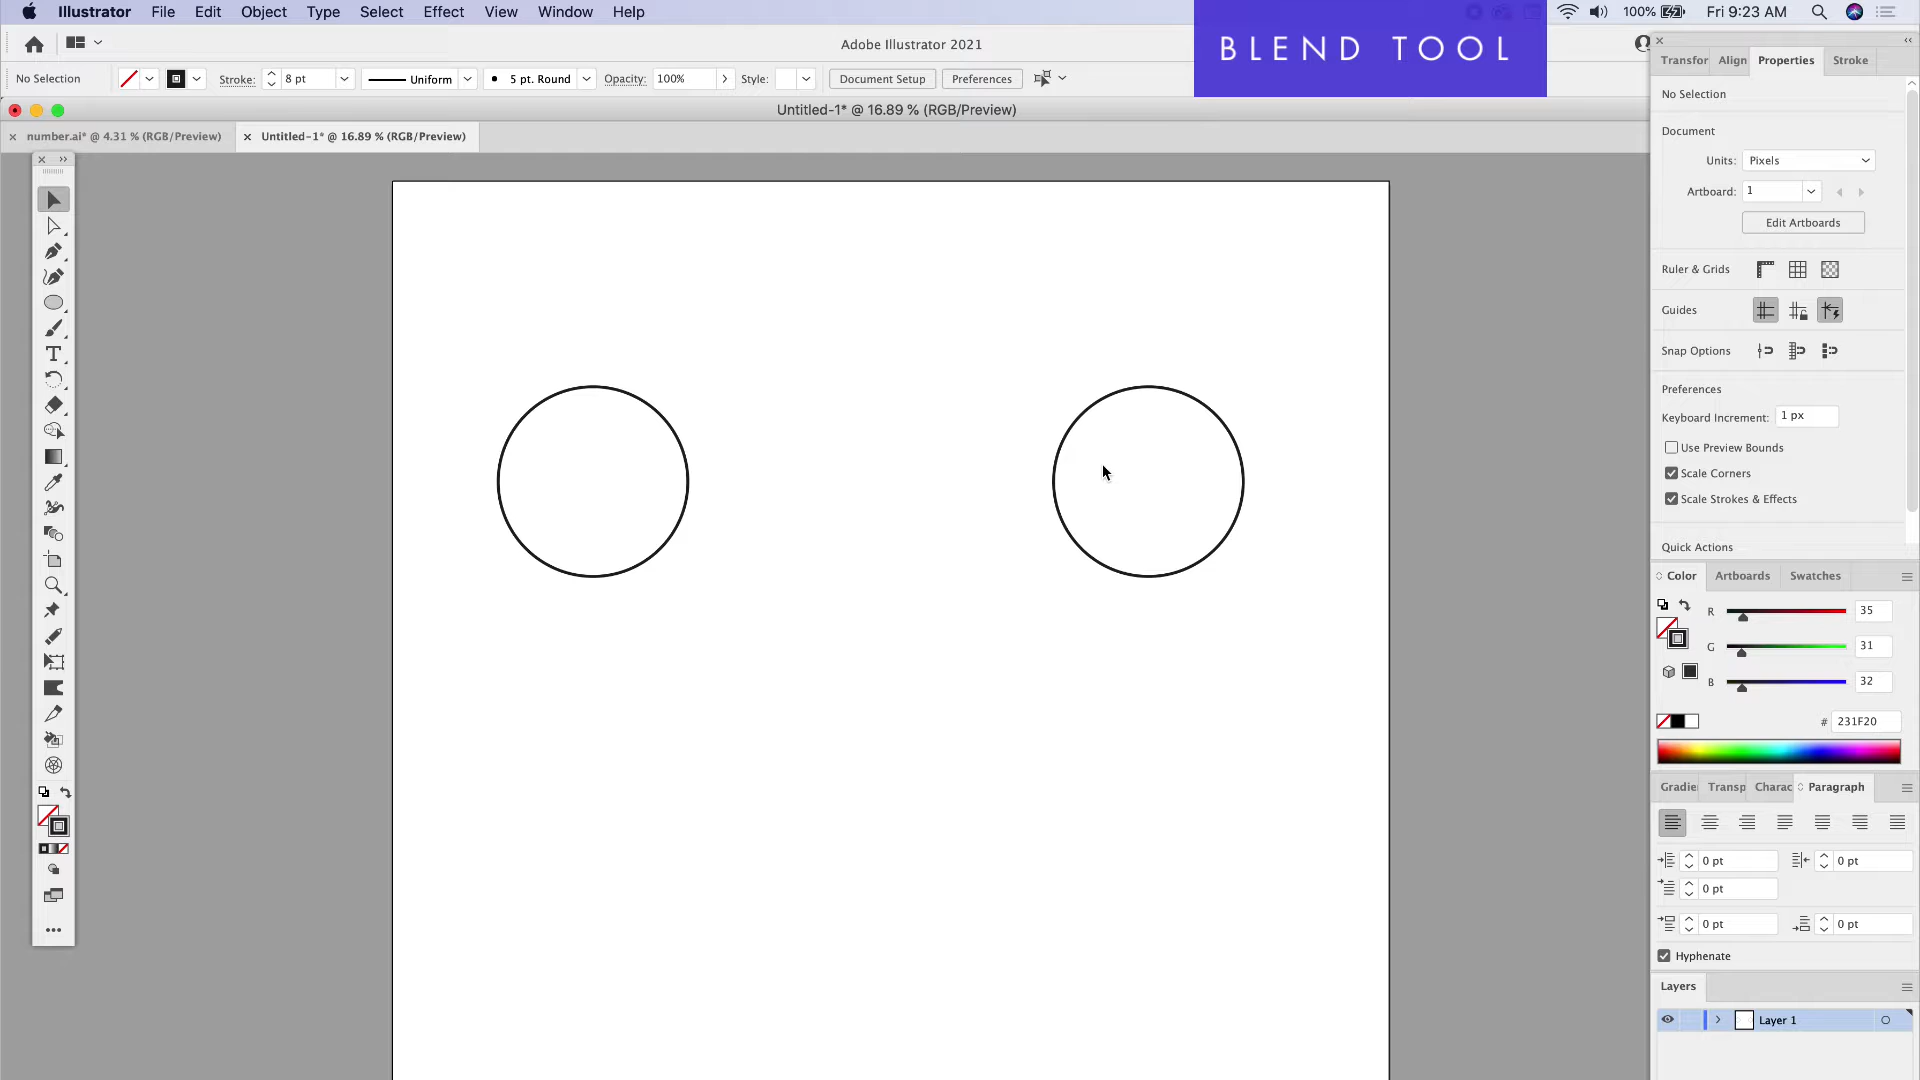 Illustrator File Edit Object Type Select Effect View Window Help 100% Fri 9:23 AM
Adobe Illustrator 2021
BLEND TOOL
No Selection Stroke: 8 pt Uniform 5 pt. Round Opacity: 100% Style: Document Setup Preferences
Untitled-1* @ 16.89 % (RGB/Preview)
number.ai* @ 4.31 % (RGB/Preview) Untitled-1* @ 16.89 % (RGB/Preview)
Transfor Align Properties Stroke
No Selection
Document
Units: Pixels
Artboard: 1
Edit Artboards
Ruler & Grids
Guides
Snap Options
Preferences
Keyboard Increment: 1 px
Use Preview Bounds
Scale Corners
Scale Strokes & Effects
Quick Actions
Color Artboards Swatches
R 35
G 31
B 32
# 231F20
Gradie Transp Charac Paragraph
0 pt 0 pt
0 pt
0 pt 0 pt
Hyphenate
Layers
Layer 1